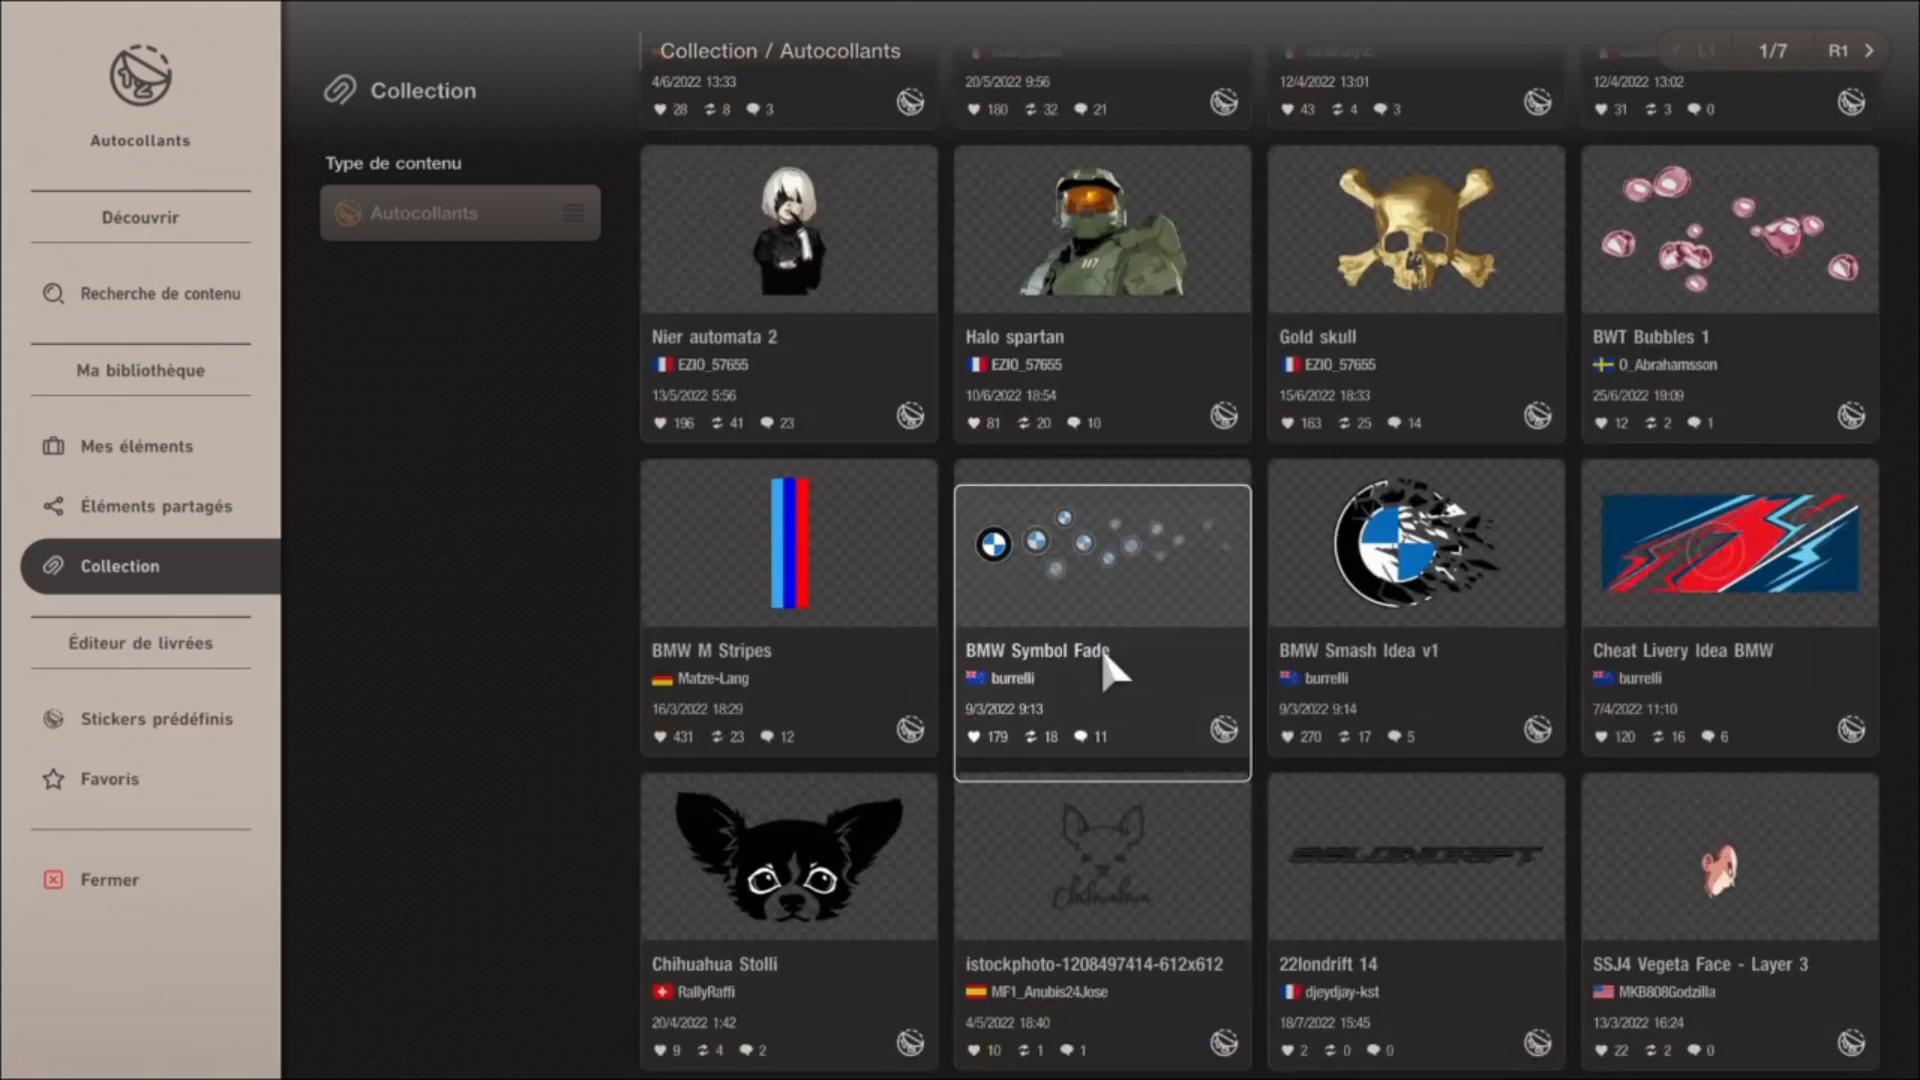 Autocollants
Découvrir
Recherche de contenu
Ma bibliothèque
Mes éléments
Éléments partagés
Collection
Éditeur de livrées
Stickers prédéfinis
Favoris
Fermer
Collection
Type de contenu
Autocollants
Collection / Autocollants
L1 1/7 R1
4/6/2022 13:33
28 8 3
20/5/2022 9:56
180 32 21
12/4/2022 13:01
43 4 3
12/4/2022 13:02
31 3 0
Nier automata 2
EZIO_57655
13/5/2022 5:56
196 41 23
117
Halo spartan
EZIO_57655
10/6/2022 18:54
81 20 10
Gold skull
EZIO_57655
15/6/2022 18:33
163 25 14
BWT Bubbles 1
O_Abrahamsson
25/6/2022 19:09
12 2 1
BMW M Stripes
Matze-Lang
16/3/2022 18:29
431 23 12
BMW Symbol Fade
burrelli
9/3/2022 9:13
179 18 11
BMW Smash Idea v1
burrelli
9/3/2022 9:14
270 17 5
Cheat Livery Idea BMW
burrelli
7/4/2022 11:10
120 16 6
Chihuahua Stolli
RallyRaffi
20/4/2022 1:42
9 4 2
Chihuahua
istockphoto-1208497414-612x612
MF1_Anubis24Jose
4/5/2022 18:40
10 1 1
22londrift 14
djeydjay-kst
18/7/2022 15:45
2 0 0
SSJ4 Vegeta Face - Layer 3
MKB808Godzilla
13/3/2022 16:24
22 2 0